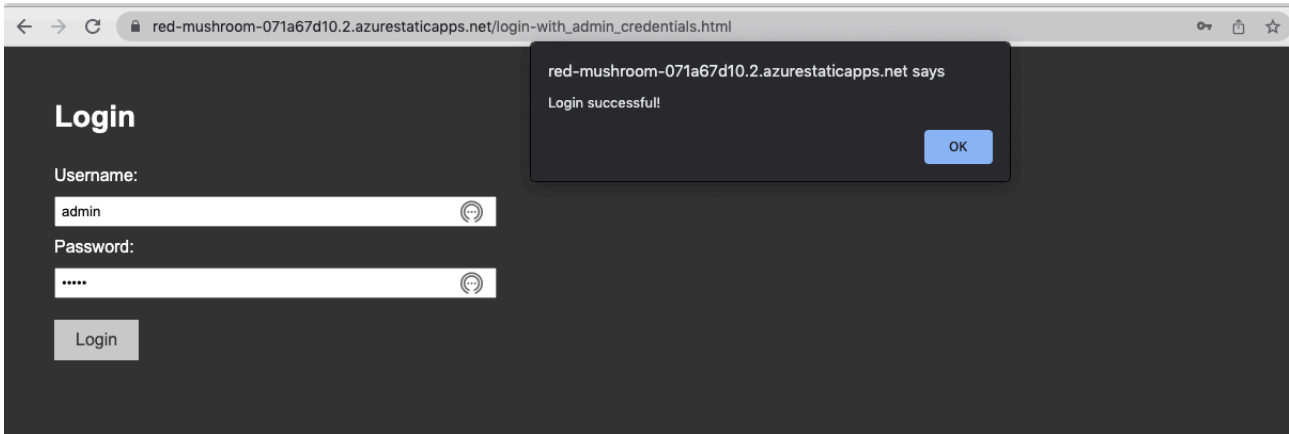 red-mushroom-071a67d10.2.azurestaticapps.net/login-with_admin_credentials.html
red-mushroom-071a67d10.2.azurestaticapps.net says
Login successful!
OK
Login
Username:
admin
Password:
•••••
Login